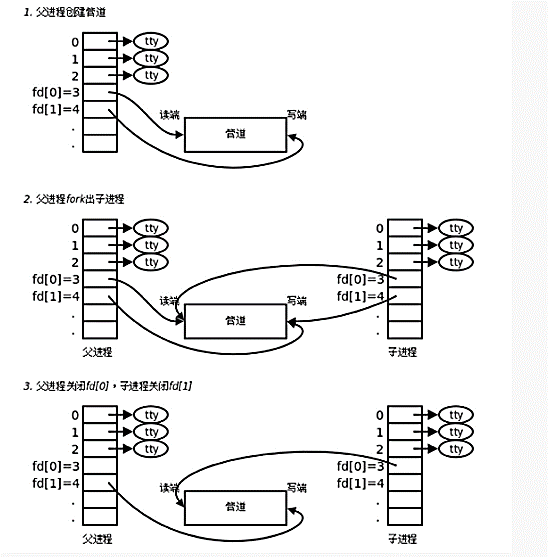 1. 父进程创建管道
0 tty
1 tty
2 tty
fd[0]=3 读端 写端
fd[1]=4 管道
.
.
2. 父进程fork出子进程
0 tty 0 tty
1 tty 1 tty
2 tty 2 tty
fd[0]=3 fd[0]=3
读端 写端
fd[1]=4 fd[1]=4
. 管道 .
. .
父进程 子进程
3. 父进程关闭fd[0]，子进程关闭fd[1]
0 tty 0 tty
1 tty 1 tty
2 tty 2 tty
fd[0]=3 fd[0]=3
fd[1]=4 读端 写端 fd[1]=4
. 管道 .
. .
父进程 子进程